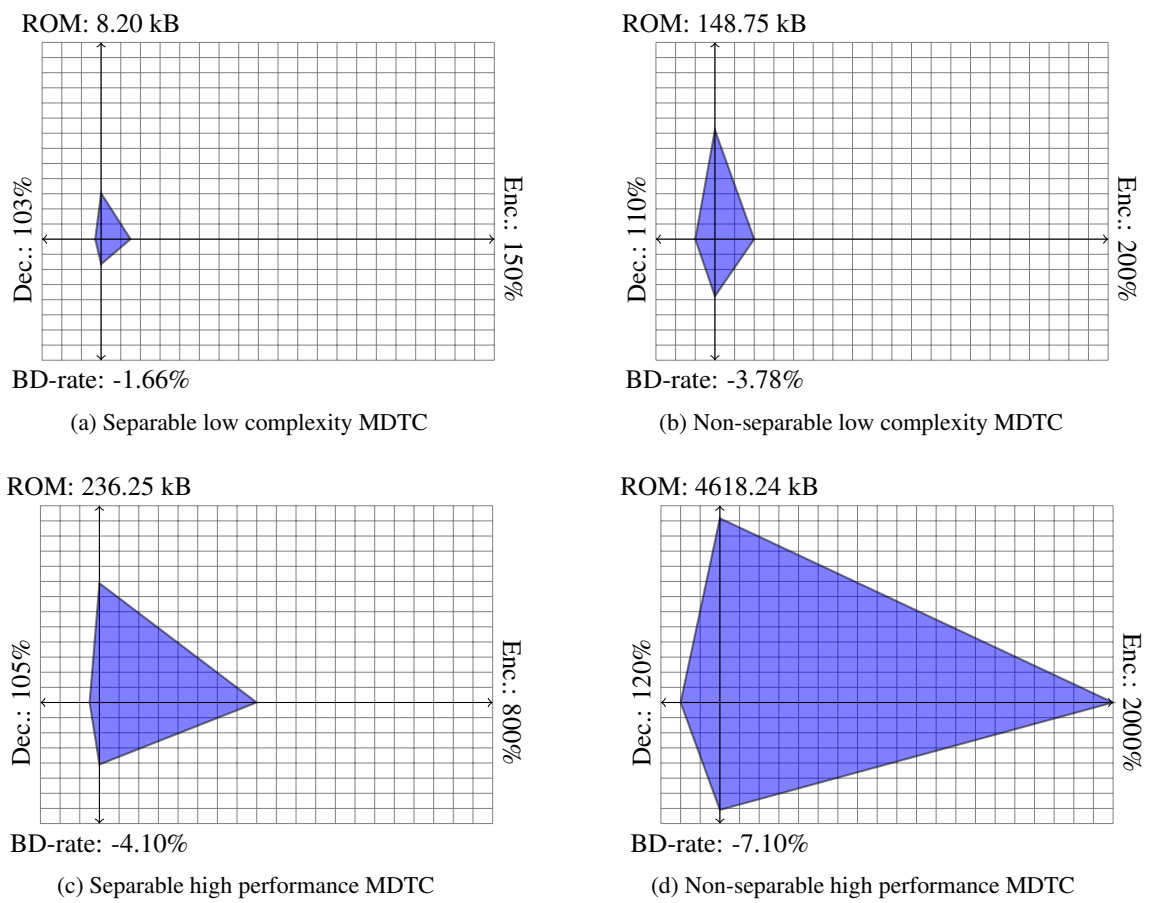 ROM: 8.20 kB
Dec.: 103%
Enc.: 150%
BD-rate: -1.66%
(a) Separable low complexity MDTC
ROM: 148.75 kB
Dec.: 110%
Enc.: 200%
BD-rate: -3.78%
(b) Non-separable low complexity MDTC
ROM: 236.25 kB
Dec.: 105%
Enc.: 800%
BD-rate: -4.10%
(c) Separable high performance MDTC
ROM: 4618.24 kB
Dec.: 120%
Enc.: 2000%
BD-rate: -7.10%
(d) Non-separable high performance MDTC